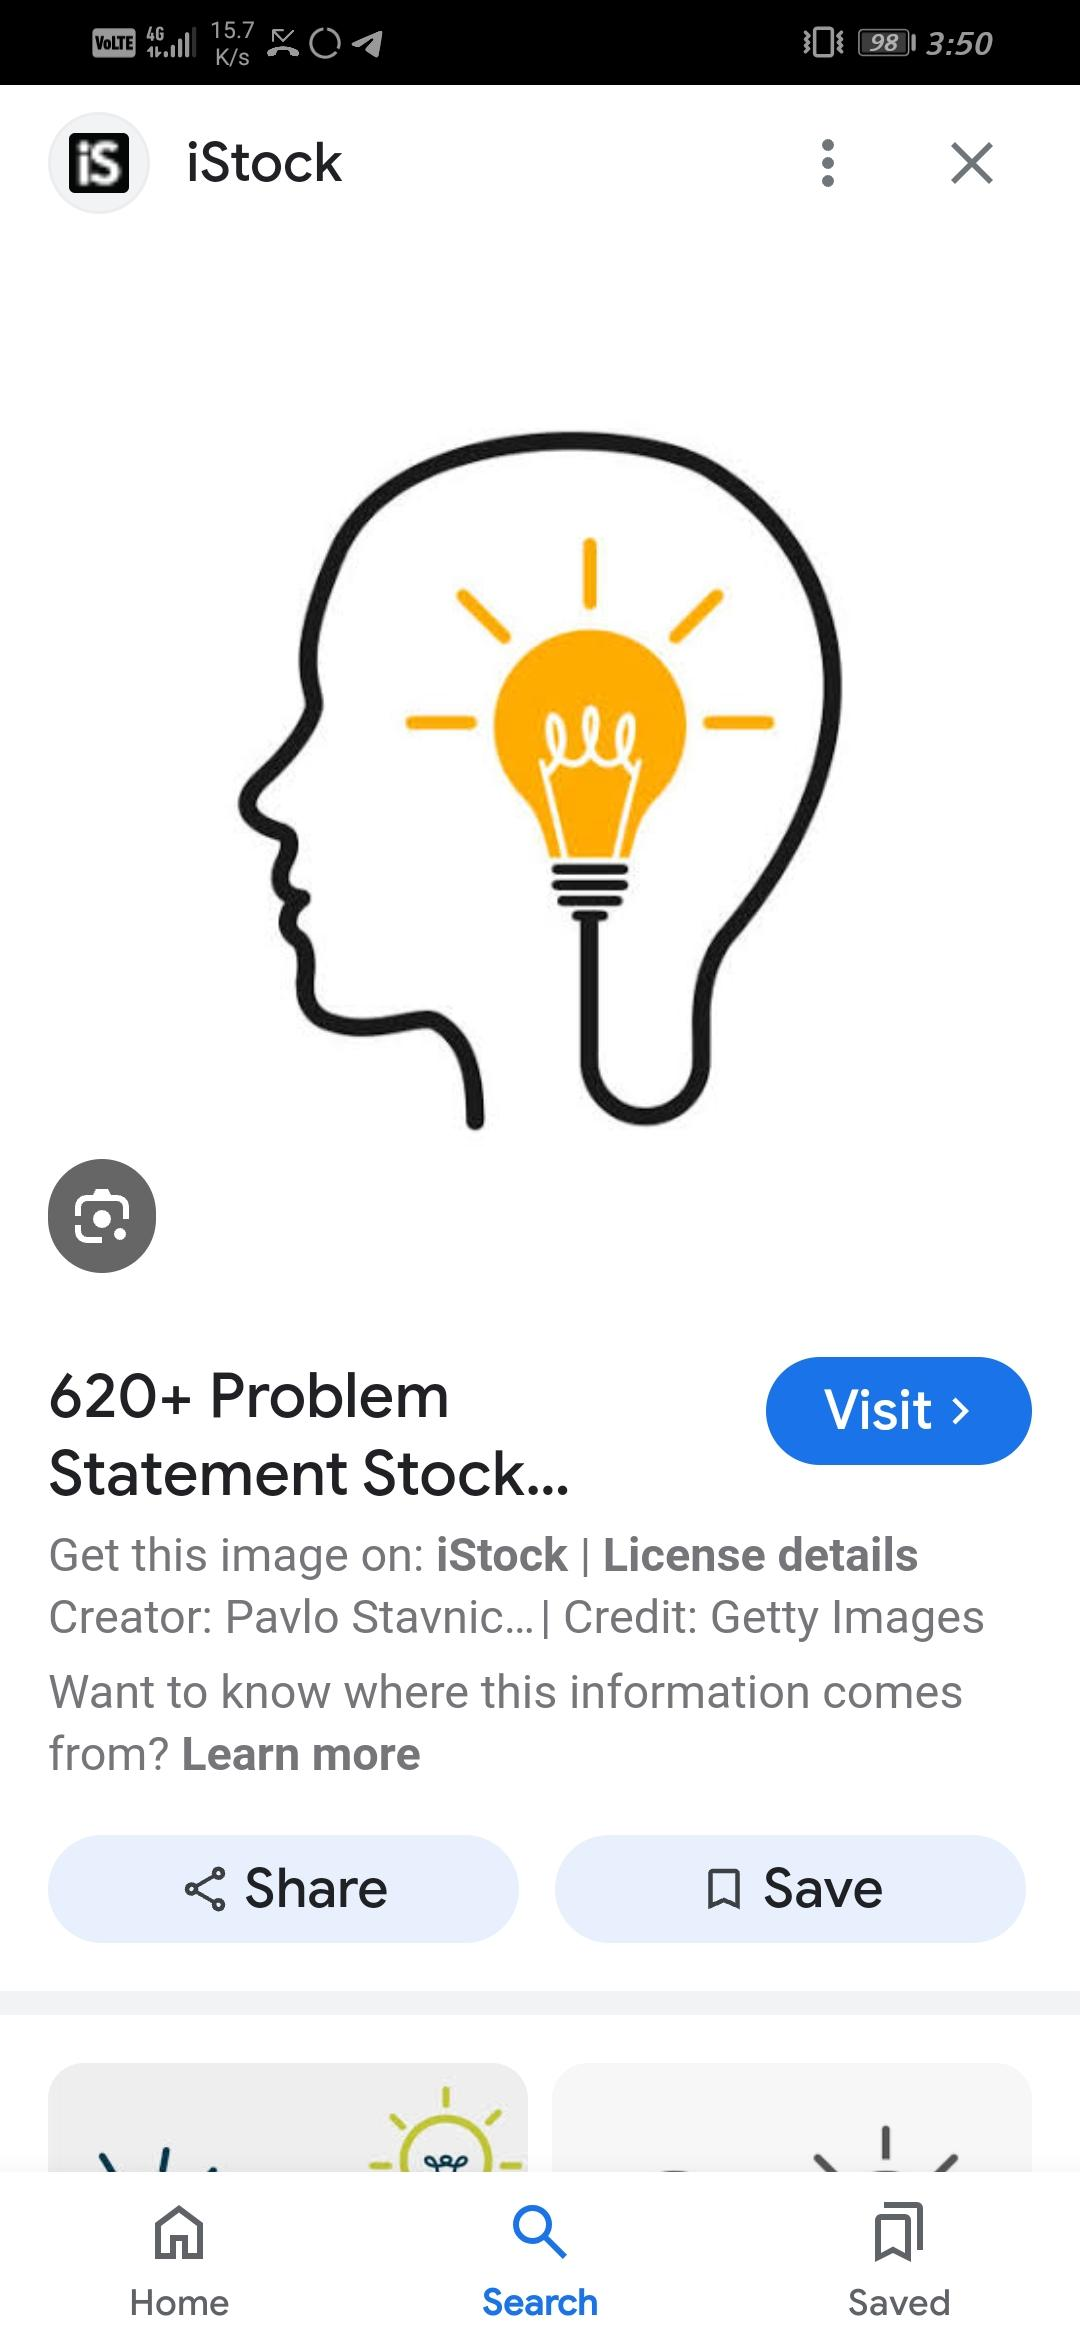 VoLTE 4G 15.7 K/s 98 3:50
iS iStock
620+ Problem
Statement Stock...
Visit
Get this image on: iStock | License details
Creator: Pavlo Stavnic... | Credit: Getty Images
Want to know where this information comes
from? Learn more
Share Save
Home Search Saved